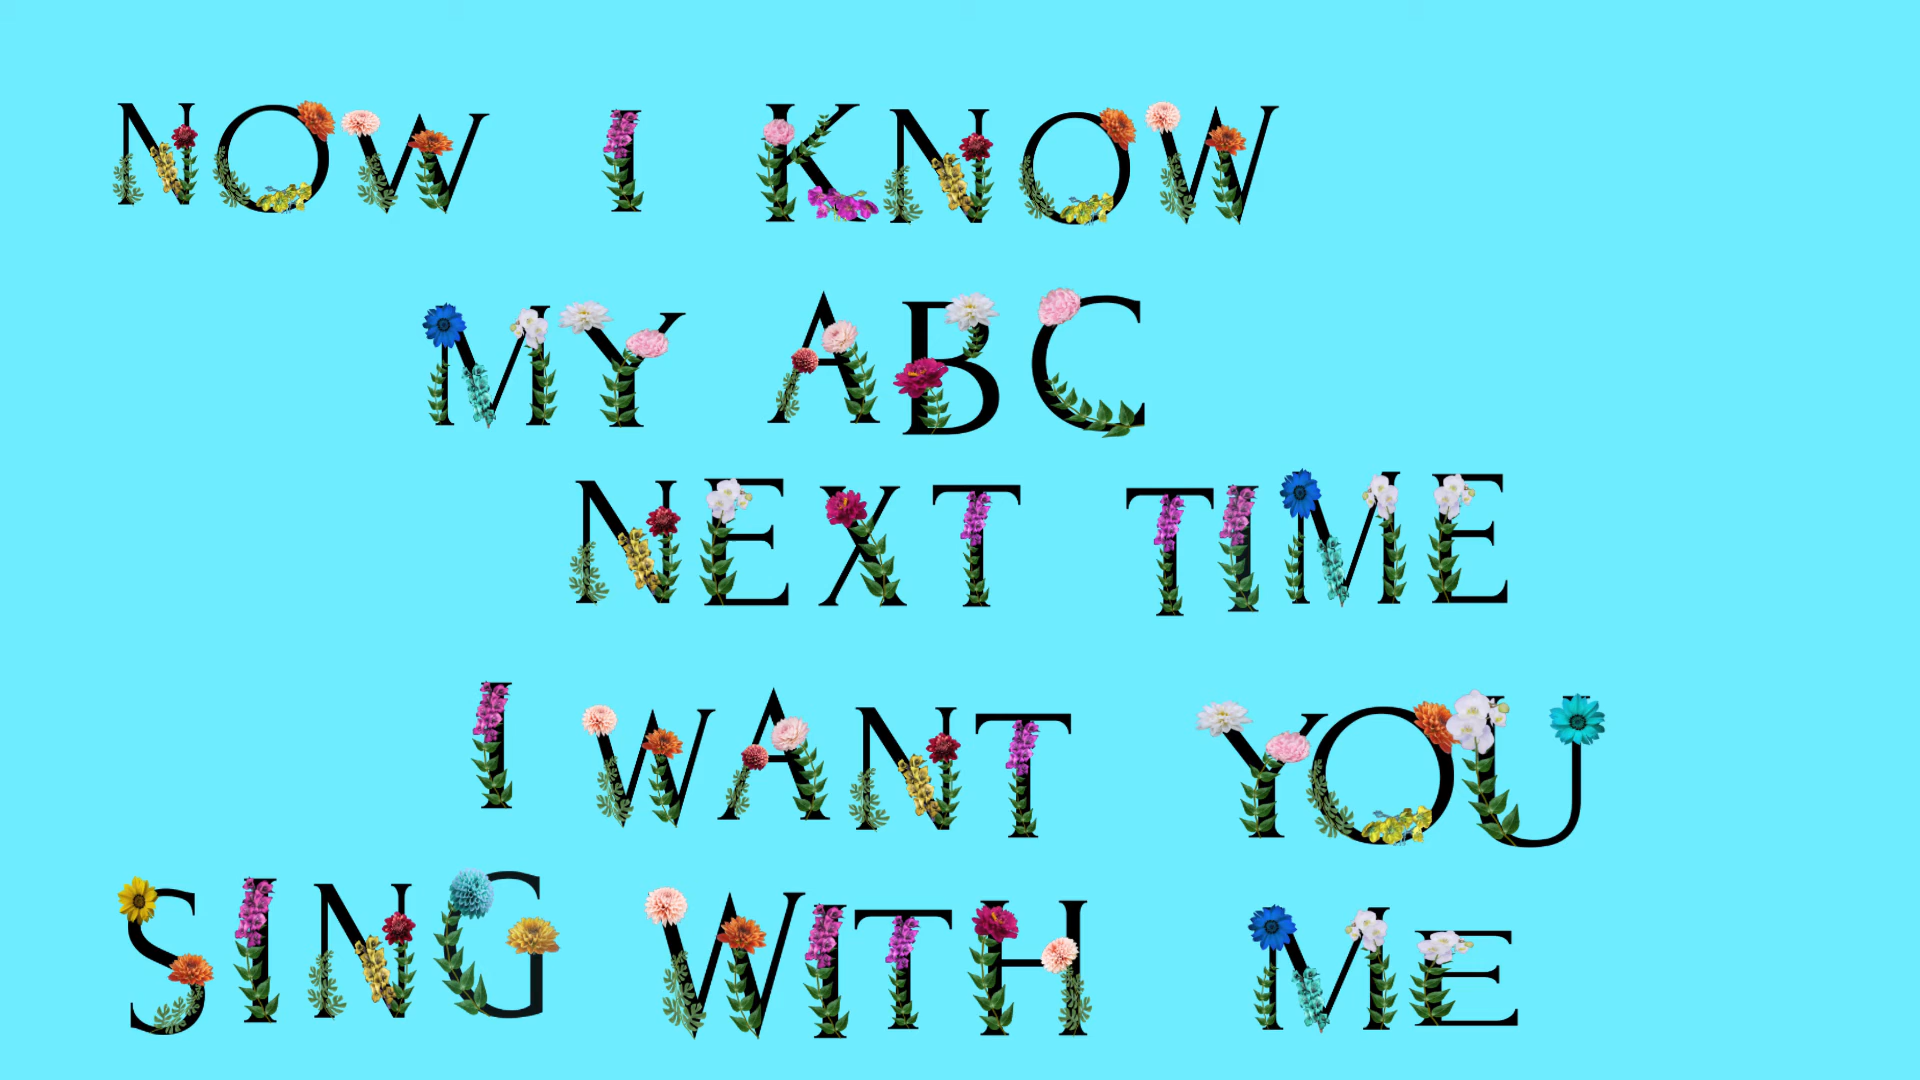 NOW I KNOW
MY ABC
NEXT TIME
I WANT YOU
SING WITH ME